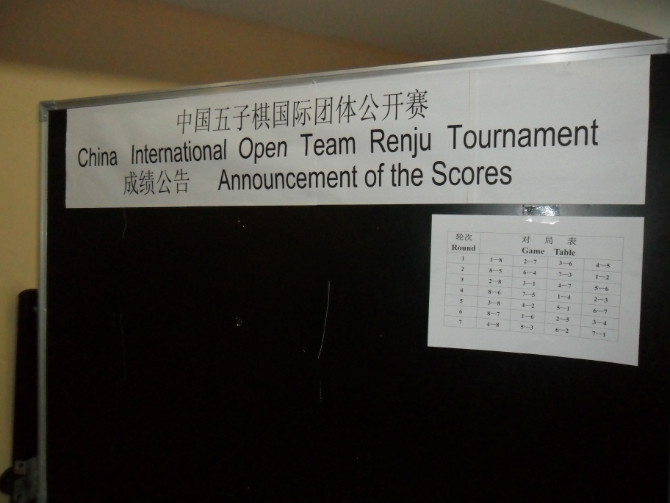 中国五子棋国际团体公开赛
China International Open Team Renju Tournament
成绩公告 Announcement of the Scores
轮次 对 局 表
Round Game Table
1 1—8 2—7 3—6 4—5
2 8—5 6—4 7—3 1—2
3 2—8 3—1 4—7 5—6
4 8—6 7—5 1—4 2—3
5 3—8 4—2 5—1 6—7
6 8—7 1—6 2—5 3—4
7 4—8 5—3 6—2 7—1